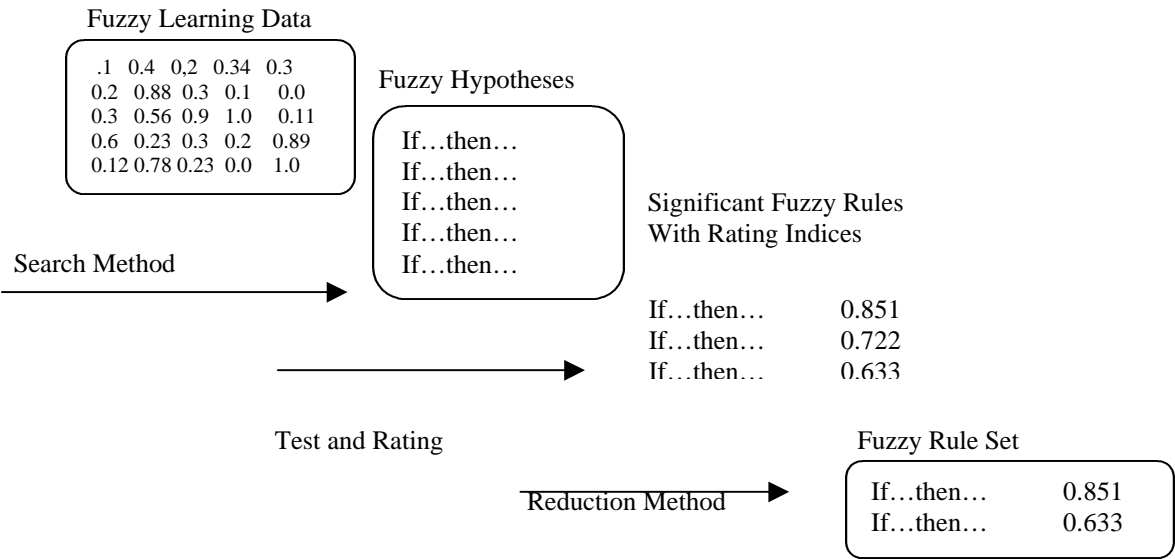 Fuzzy Learning Data
.1 0.4 0,2 0.34 0.3
0.2 0.88 0.3 0.1 0.0
0.3 0.56 0.9 1.0 0.11
0.6 0.23 0.3 0.2 0.89
0.12 0.78 0.23 0.0 1.0
Fuzzy Hypotheses
If…then…
If…then…
If…then…
If…then…
If…then…
Significant Fuzzy Rules
With Rating Indices
Search Method
If…then… 0.851
If…then… 0.722
If…then… 0.633
Test and Rating
Fuzzy Rule Set
Reduction Method
If…then… 0.851
If…then… 0.633